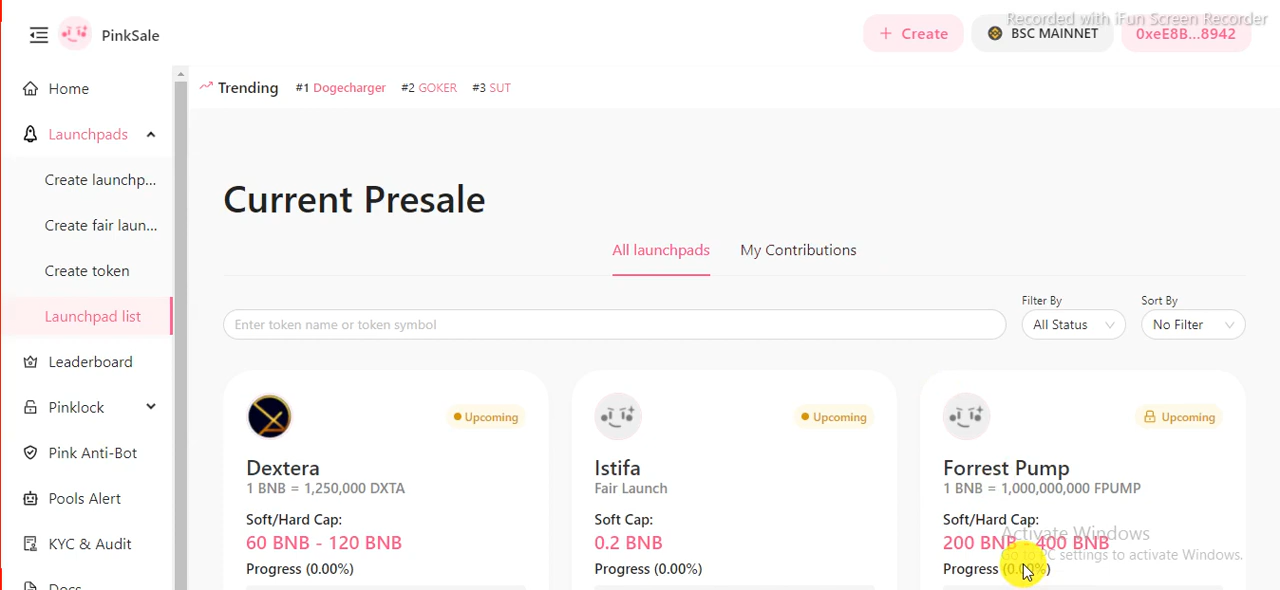 Recorded with iFun Screen Recorder
PinkSale
+ Create
BSC MAINNET
0xeE8B...8942
Home
Launchpads
Create launchp...
Create fair laun...
Create token
Launchpad list
Leaderboard
Pinklock
Pink Anti-Bot
Pools Alert
KYC & Audit
Docs
Trending #1 Dogecharger #2 GOKER #3 SUT
Current Presale
All launchpads My Contributions
Enter token name or token symbol
Filter By
All Status
Sort By
No Filter
Upcoming
Dextera
1 BNB = 1,250,000 DXTA
Soft/Hard Cap:
60 BNB - 120 BNB
Progress (0.00%)
Upcoming
Istifa
Fair Launch
Soft Cap:
0.2 BNB
Progress (0.00%)
Upcoming
Forrest Pump
1 BNB = 1,000,000,000 FPUMP
Soft/Hard Cap:
200 BNB - 400 BNB
Progress (0.00%)
Activate Windows
Go to PC settings to activate Windows.